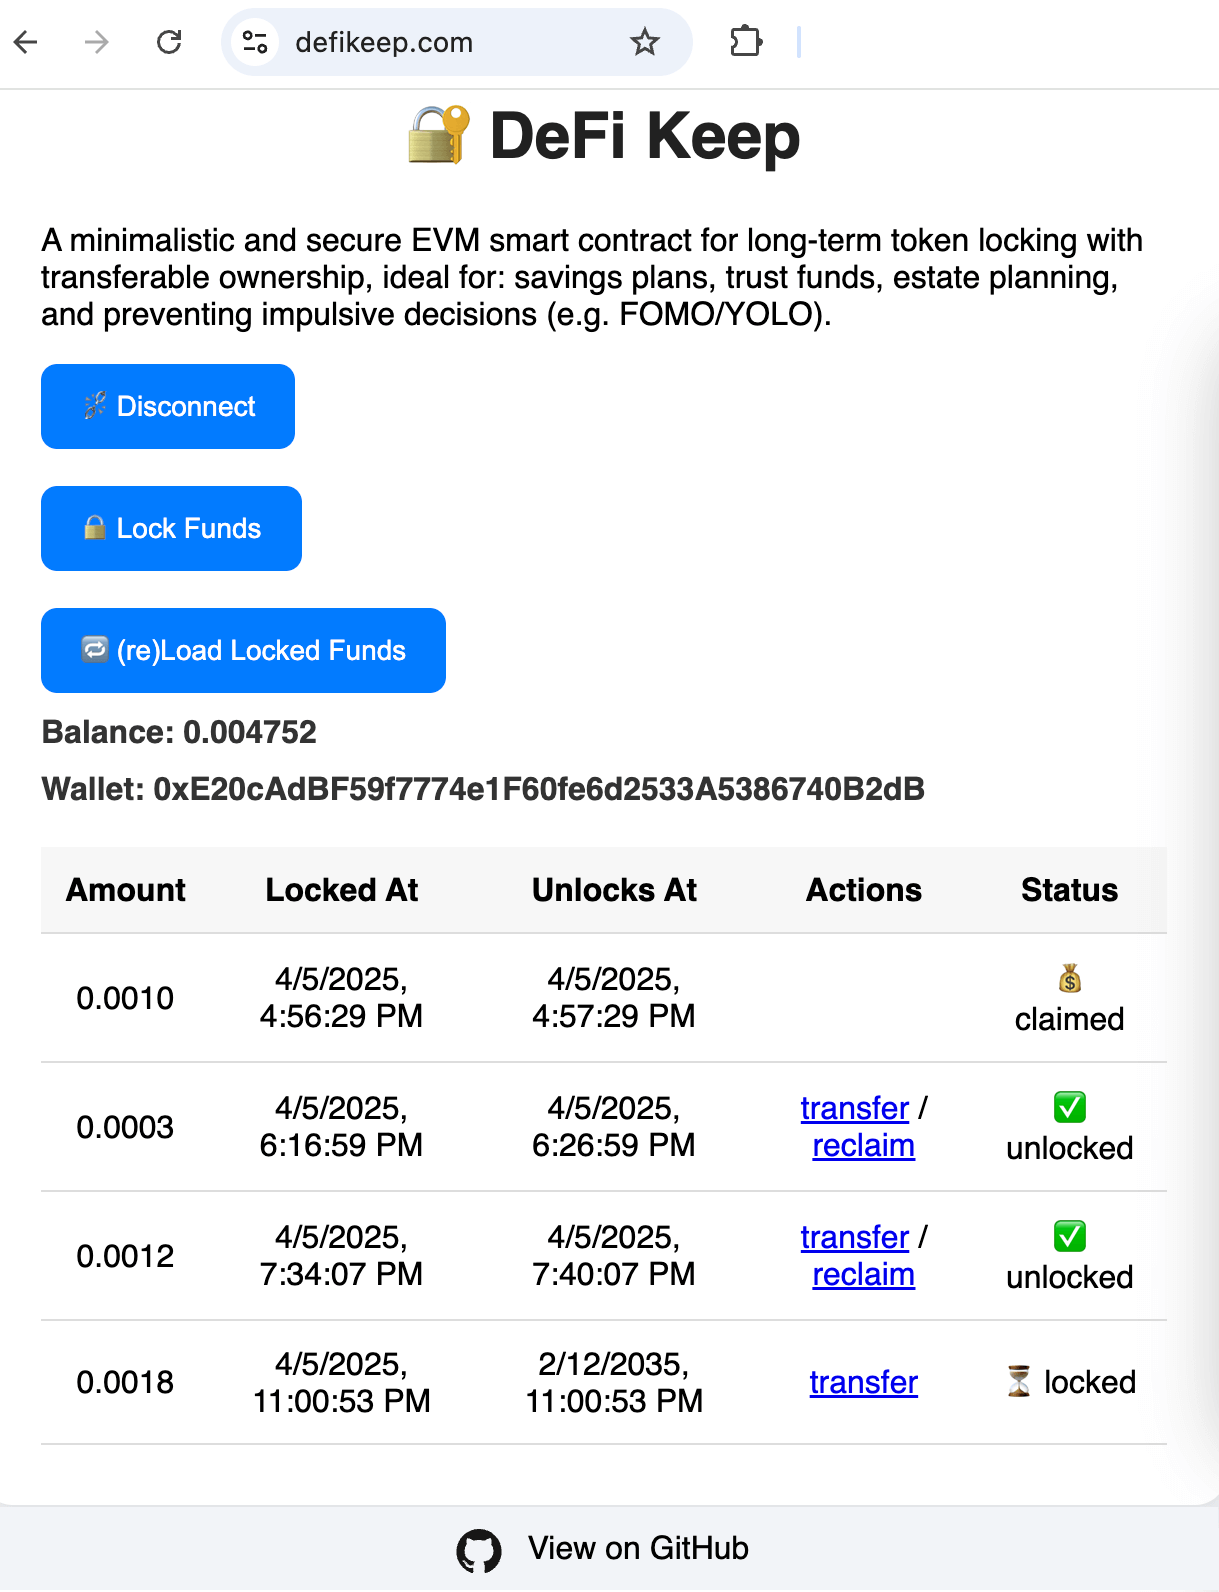 defikeep.com
🔐 DeFi Keep
A minimalistic and secure EVM smart contract for long-term token locking with
transferable ownership, ideal for: savings plans, trust funds, estate planning,
and preventing impulsive decisions (e.g. FOMO/YOLO).
Disconnect
🔒 Lock Funds
🔁 (re)Load Locked Funds
Balance: 0.004752
Wallet: 0xE20cAdBF59f7774e1F60fe6d2533A5386740B2dB
Amount Locked At Unlocks At Actions Status
0.0010 4/5/2025, 4:56:29 PM 4/5/2025, 4:57:29 PM 💰 claimed
0.0003 4/5/2025, 6:16:59 PM 4/5/2025, 6:26:59 PM transfer / reclaim ✅ unlocked
0.0012 4/5/2025, 7:34:07 PM 4/5/2025, 7:40:07 PM transfer / reclaim ✅ unlocked
0.0018 4/5/2025, 11:00:53 PM 2/12/2035, 11:00:53 PM transfer ⏳ locked
View on GitHub